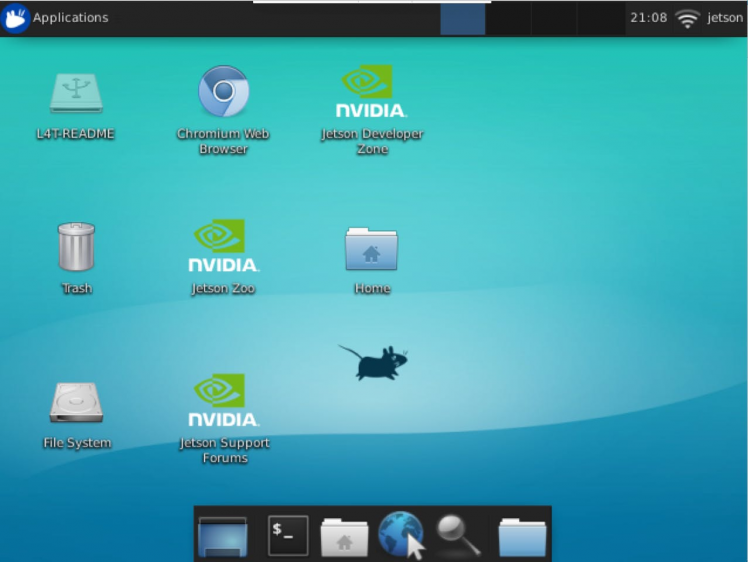 Applications
21:08
jetson
L4T-README
Chromium Web
Browser
NVIDIA.
Jetson Developer
Zone
Trash
NVIDIA.
Jetson Zoo
Home
File System
NVIDIA.
Jetson Support
Forums
$_